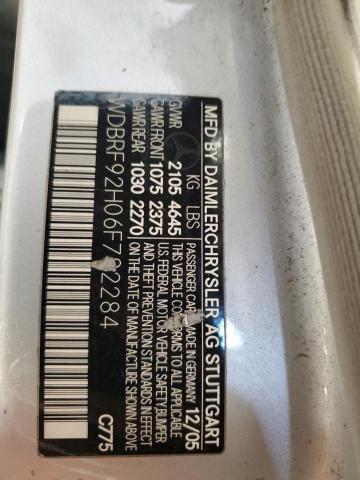 MFD BY DAIMLERCHRYSLER AG STUTTGART
KG LBS
GVWR 2105 4645
GAWR FRONT 1075 2375
GAWR REAR 1030 2270
PASSENGER CAR MADE IN GERMANY 12/05
THIS VEHICLE CONFORMS TO ALL APPLICABLE
U.S. FEDERAL MOTOR VEHICLE SAFETY/BUMPER
THEFT PREVENTION STANDARDS IN EFFECT
ON DATE OF MANUFACTURE SHOWN ABOVE
WDBRF92H06F782284
C775